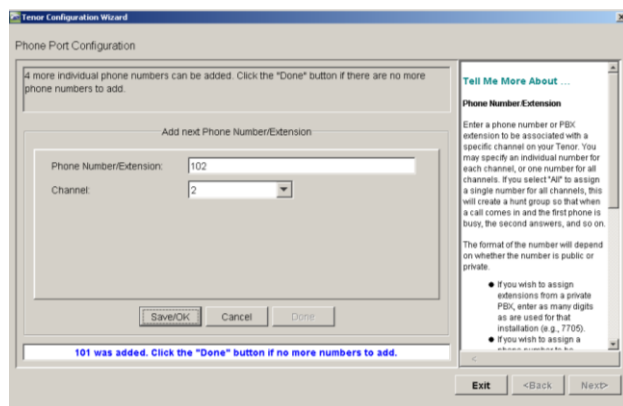 Tenor Configuration Wizard
Phone Port Configuration
4 more individual phone numbers can be added. Click the "Done" button if there are no more
phone numbers to add.
Add next Phone Number/Extension
Phone Number/Extension:
102
Channel:
2
Save/OK
Cancel
Done
101 was added. Click the "Done" button if no more numbers to add.
Tell Me More About ...
Phone Number/Extension
Enter a phone number or PBX
extension to be associated with a
specific channel on your Tenor. You
may specify an individual number for
each channel, or one number for all
channels. If you select "All" to assign
a single number for all channels, this
will create a hunt group so that when
a call comes in and the first phone is
busy, the second answers, and so on.
The format of the number will depend
on whether the number is public or
private.
If you wish to assign
extensions from a private
PBX, enter as many digits
as are used for that
installation (e.g., 7705).
If you wish to assign a
phone number to be
Exit
<Back
Next>